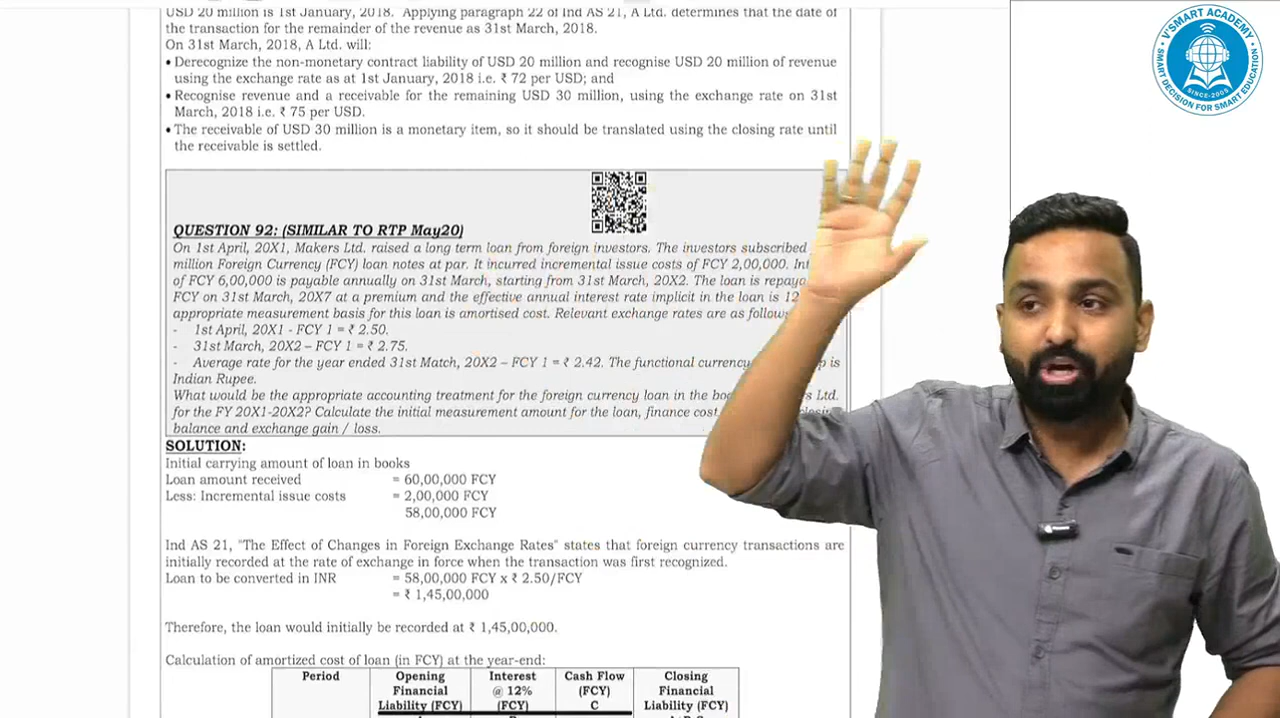 USD 20 million is 1st January, 2018. Applying paragraph 22 of Ind AS 21, A Ltd. determines that the date of
the transaction for the remainder of the revenue as 31st March, 2018.
On 31st March, 2018, A Ltd. will:
• Derecognize the non-monetary contract liability of USD 20 million and recognise USD 20 million of revenue
using the exchange rate as at 1st January, 2018 i.e. ₹ 72 per USD; and
• Recognise revenue and a receivable for the remaining USD 30 million, using the exchange rate on 31st
March, 2018 i.e. ₹ 75 per USD.
• The receivable of USD 30 million is a monetary item, so it should be translated using the closing rate until
the receivable is settled.
QUESTION 92: (SIMILAR TO RTP May20)
On 1st April, 20X1, Makers Ltd. raised a long term loan from foreign investors. The investors subscribed
million Foreign Currency (FCY) loan notes at par. It incurred incremental issue costs of FCY 2,00,000.
of FCY 6,00,000 is payable annually on 31st March, starting from 31st March, 20X2. The loan is
FCY on 31st March, 20X7 at a premium and the effective annual interest rate implicit in the loan is 12
appropriate measurement basis for this loan is amortised cost. Relevant exchange rates are as
- 1st April, 20X1 - FCY 1 = ₹ 2.50.
- 31st March, 20X2 – FCY 1 = ₹ 2.75.
- Average rate for the year ended 31st Match, 20X2 – FCY 1 = ₹ 2.42. The functional currency is
Indian Rupee.
What would be the appropriate accounting treatment for the foreign currency loan in the Ltd.
for the FY 20X1-20X2? Calculate the initial measurement amount for the loan, finance cost
balance and exchange gain / loss.
SOLUTION:
Initial carrying amount of loan in books
Loan amount received = 60,00,000 FCY
Less: Incremental issue costs = 2,00,000 FCY
58,00,000 FCY
Ind AS 21, "The Effect of Changes in Foreign Exchange Rates" states that foreign currency transactions are
initially recorded at the rate of exchange in force when the transaction was first recognized.
Loan to be converted in INR = 58,00,000 FCY x ₹ 2.50/FCY
= ₹ 1,45,00,000
Therefore, the loan would initially be recorded at ₹ 1,45,00,000.
Calculation of amortized cost of loan (in FCY) at the year-end:
Period Opening Interest Cash Flow Closing
Financial @ 12% (FCY) Financial
Liability (FCY) (FCY) C Liability (FCY)
V'SMART ACADEMY
SMART DECISION FOR SMART EDUCATION
SINCE-2005